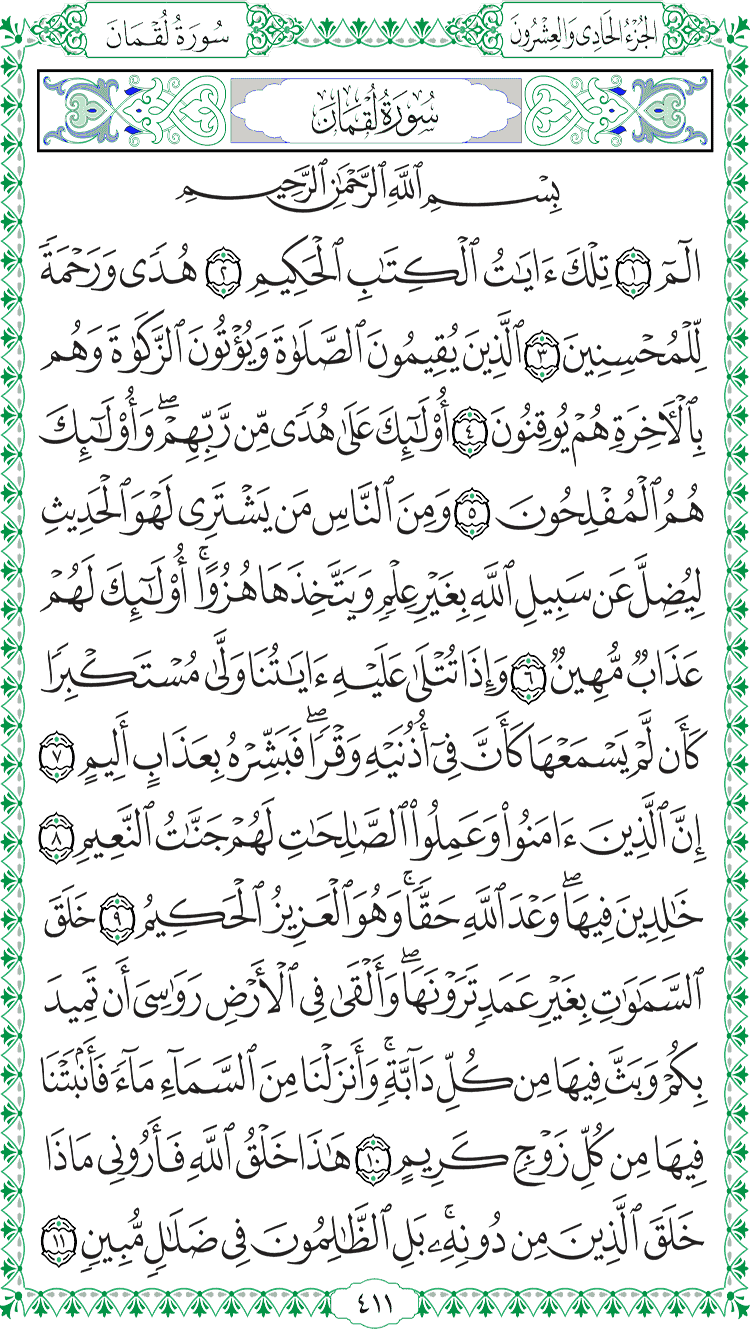 الجُزْءُ الحَادِى وَالعِشْرُونَ
سُورَةُ لُقْمَانَ
سُورَةُ لُقْمَانَ
بِسْمِ ٱللَّهِ ٱلرَّحْمَٰنِ ٱلرَّحِيمِ
الٓمٓ ١ تِلْكَ ءَايَٰتُ ٱلْكِتَٰبِ ٱلْحَكِيمِ ٢ هُدًى وَرَحْمَةً
لِّلْمُحْسِنِينَ ٣ ٱلَّذِينَ يُقِيمُونَ ٱلصَّلَوٰةَ وَيُؤْتُونَ ٱلزَّكَوٰةَ وَهُم
بِٱلْءَاخِرَةِ هُمْ يُوقِنُونَ ٤ أُو۟لَٰٓئِكَ عَلَىٰ هُدًى مِّن رَّبِّهِمْ ۖ وَأُو۟لَٰٓئِكَ
هُمُ ٱلْمُفْلِحُونَ ٥ وَمِنَ ٱلنَّاسِ مَن يَشْتَرِى لَهْوَ ٱلْحَدِيثِ
لِيُضِلَّ عَن سَبِيلِ ٱللَّهِ بِغَيْرِ عِلْمٍ وَيَتَّخِذَهَا هُزُوًا ۚ أُو۟لَٰٓئِكَ لَهُمْ
عَذَابٌ مُّهِينٌ ٦ وَإِذَا تُتْلَىٰ عَلَيْهِ ءَايَٰتُنَا وَلَّىٰ مُسْتَكْبِرًا
كَأَن لَّمْ يَسْمَعْهَا كَأَنَّ فِىٓ أُذُنَيْهِ وَقْرًا ۖ فَبَشِّرْهُ بِعَذَابٍ أَلِيمٍ ٧
إِنَّ ٱلَّذِينَ ءَامَنُوا۟ وَعَمِلُوا۟ ٱلصَّٰلِحَٰتِ لَهُمْ جَنَّٰتُ ٱلنَّعِيمِ ٨
خَٰلِدِينَ فِيهَا ۖ وَعْدَ ٱللَّهِ حَقًّا ۚ وَهُوَ ٱلْعَزِيزُ ٱلْحَكِيمُ ٩ خَلَقَ
ٱلسَّمَٰوَٰتِ بِغَيْرِ عَمَدٍ تَرَوْنَهَا ۖ وَأَلْقَىٰ فِى ٱلْأَرْضِ رَوَٰسِىَ أَن تَمِيدَ
بِكُمْ وَبَثَّ فِيهَا مِن كُلِّ دَآبَّةٍ ۚ وَأَنزَلْنَا مِنَ ٱلسَّمَآءِ مَآءً فَأَنۢبَتْنَا
فِيهَا مِن كُلِّ زَوْجٍ كَرِيمٍ ١٠ هَٰذَا خَلْقُ ٱللَّهِ فَأَرُونِى مَاذَا
خَلَقَ ٱلَّذِينَ مِن دُونِهِۦ ۚ بَلِ ٱلظَّٰلِمُونَ فِى ضَلَٰلٍ مُّبِينٍ ١١
٤١١